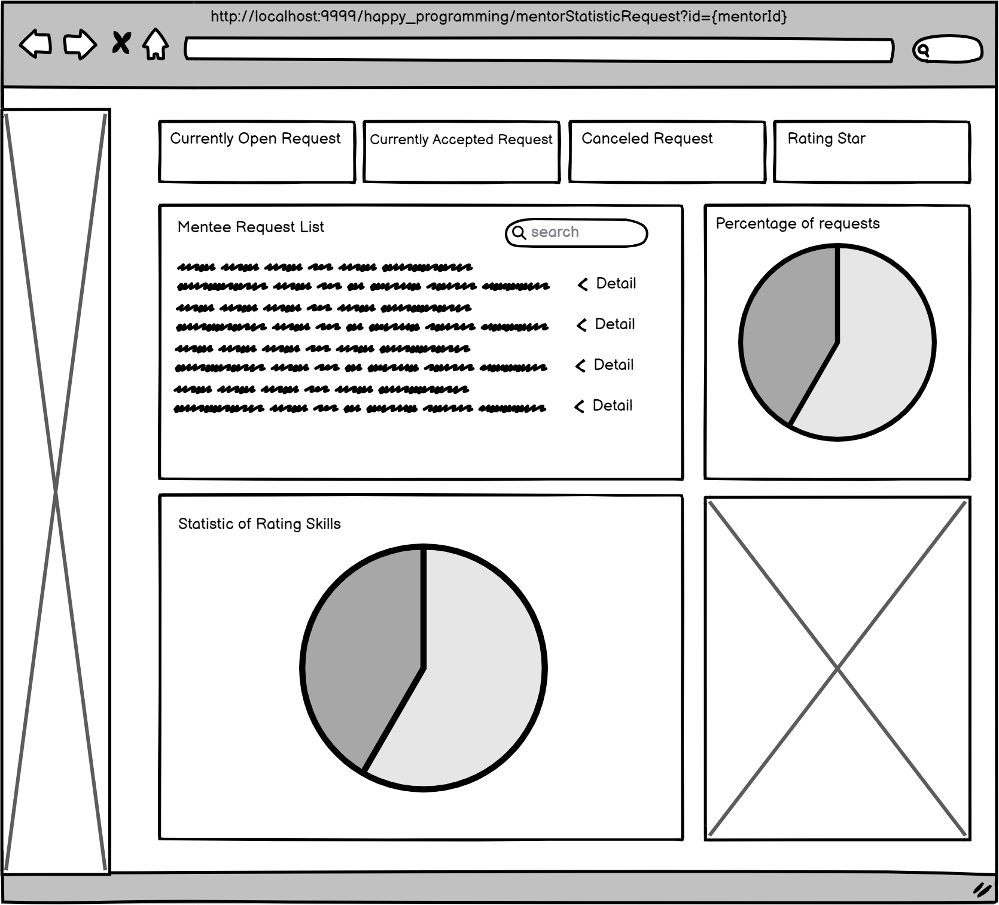 http://localhost:9999/happy_programming/mentorStatisticRequest?id={mentorId}
Currently Open Request
Currently Accepted Request
Canceled Request
Rating Star
Mentee Request List
search
Detail
Detail
Detail
Detail
Percentage of requests
Statistic of Rating Skills